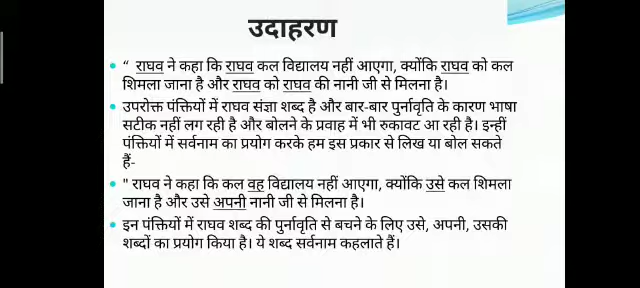 उदाहरण
“ राघव ने कहा कि राघव कल विद्यालय नहीं आएगा, क्योंकि राघव को कल
शिमला जाना है और राघव को राघव की नानी जी से मिलना है।
उपरोक्त पंक्तियों में राघव संज्ञा शब्द है और बार-बार पुर्नावृति के कारण भाषा
सटीक नहीं लग रही है और बोलने के प्रवाह में भी रुकावट आ रही है। इन्हीं
पंक्तियों में सर्वनाम का प्रयोग करके हम इस प्रकार से लिख या बोल सकते
हैं-
" राघव ने कहा कि कल वह विद्यालय नहीं आएगा, क्योंकि उसे कल शिमला
जाना है और उसे अपनी नानी जी से मिलना है।
इन पंक्तियों में राघव शब्द की पुर्नावृति से बचने के लिए उसे, अपनी, उसकी
शब्दों का प्रयोग किया है। ये शब्द सर्वनाम कहलाते हैं।